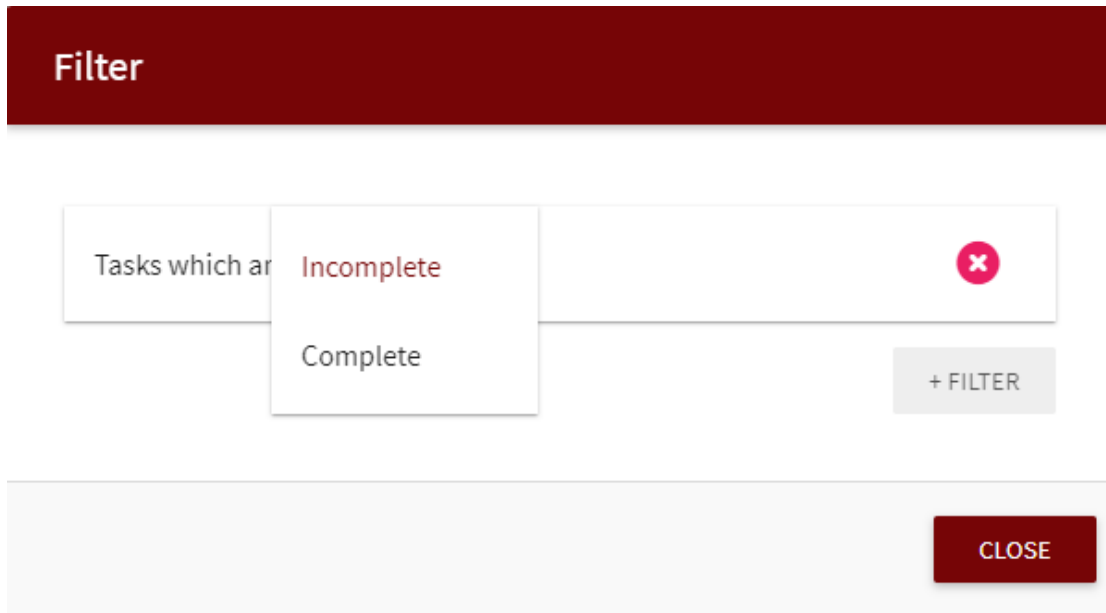 Filter
Tasks which ar
Incomplete
Complete
+ FILTER
CLOSE